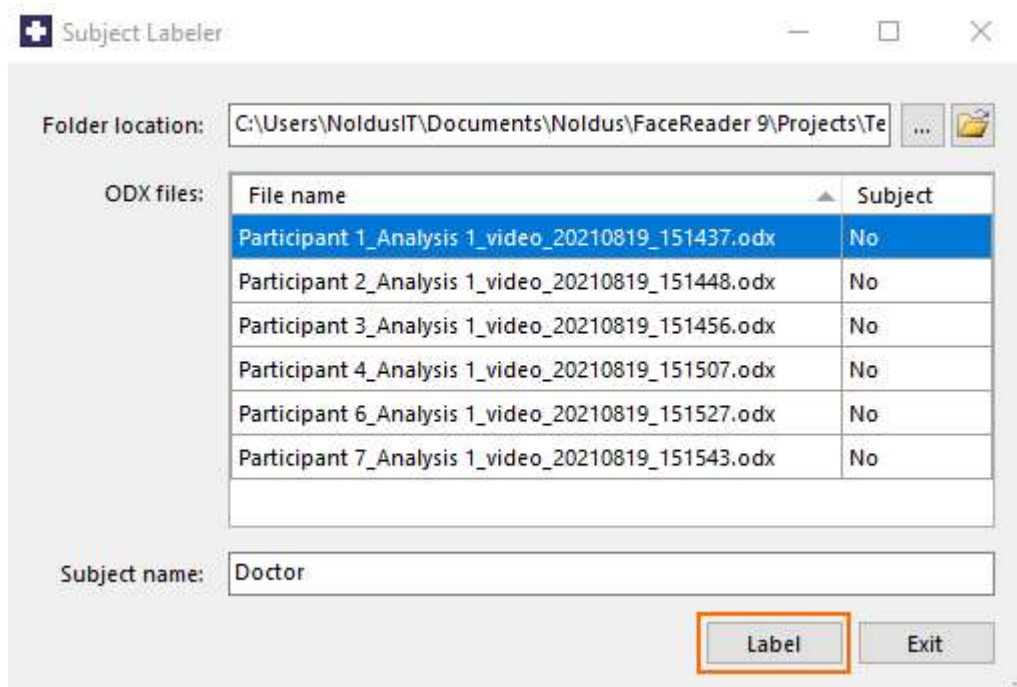 Subject Labeler
Folder location: C:\Users\NoldusIT\Documents\Noldus\FaceReader 9\Projects\Te ...
ODX files: File name Subject
Participant 1_Analysis 1_video_20210819_151437.odx No
Participant 2_Analysis 1_video_20210819_151448.odx No
Participant 3_Analysis 1_video_20210819_151456.odx No
Participant 4_Analysis 1_video_20210819_151507.odx No
Participant 6_Analysis 1_video_20210819_151527.odx No
Participant 7_Analysis 1_video_20210819_151543.odx No
Subject name: Doctor
Label Exit